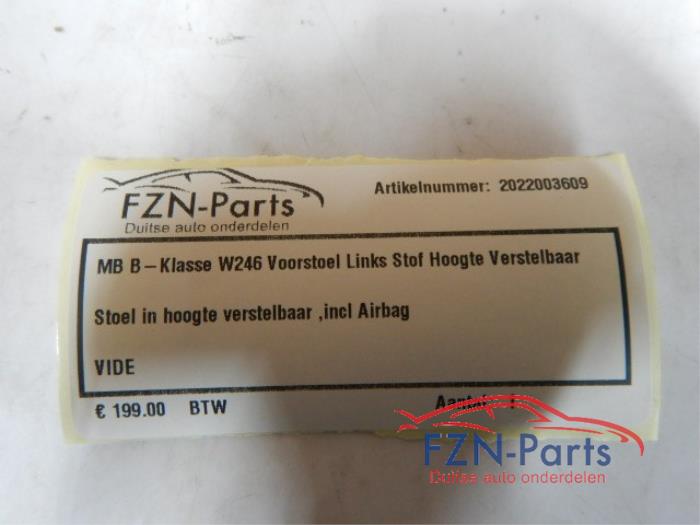 FZN-Parts
Duitse auto onderdelen
Artikelnummer: 2022003609
MB B-Klasse W246 Voorstoel Links Stof Hoogte Verstelbaar
Stoel in hoogte verstelbaar ,incl Airbag
VIDE
€ 199.00 BTW
FZN-Parts
Duitse auto onderdelen